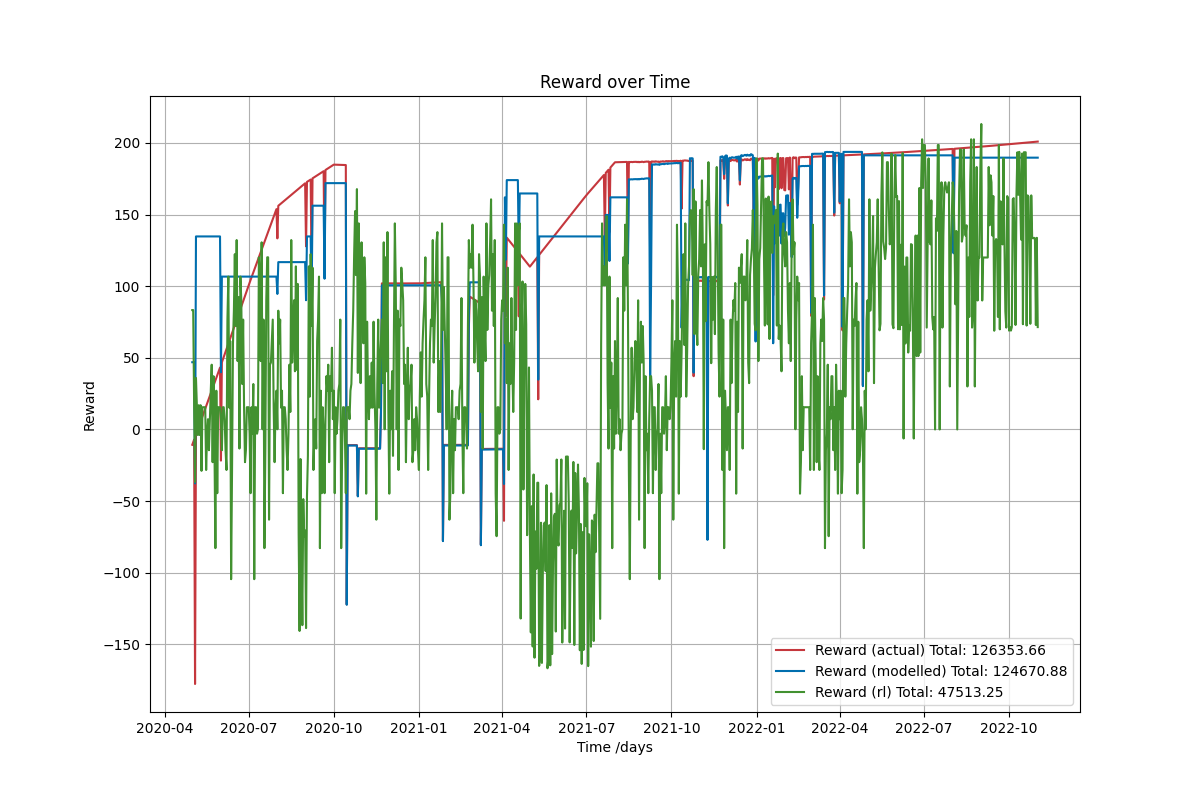 Reward over Time
Reward
200
150
100
50
0
−50
−100
−150
2020-04 2020-07 2020-10 2021-01 2021-04 2021-07 2021-10 2022-01 2022-04 2022-07 2022-10
Time /days
Reward (actual) Total: 126353.66
Reward (modelled) Total: 124670.88
Reward (rl) Total: 47513.25